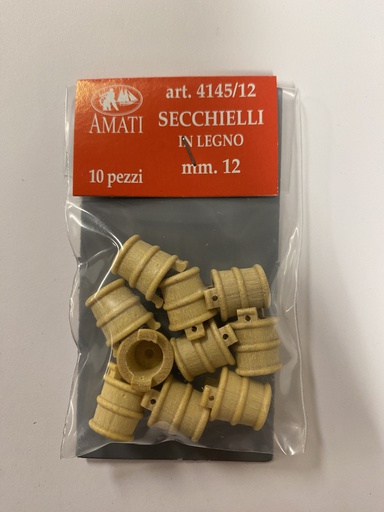 AMATI
10 pezzi
art. 4145/12
SECCHIELLI
IN LEGNO
mm. 12